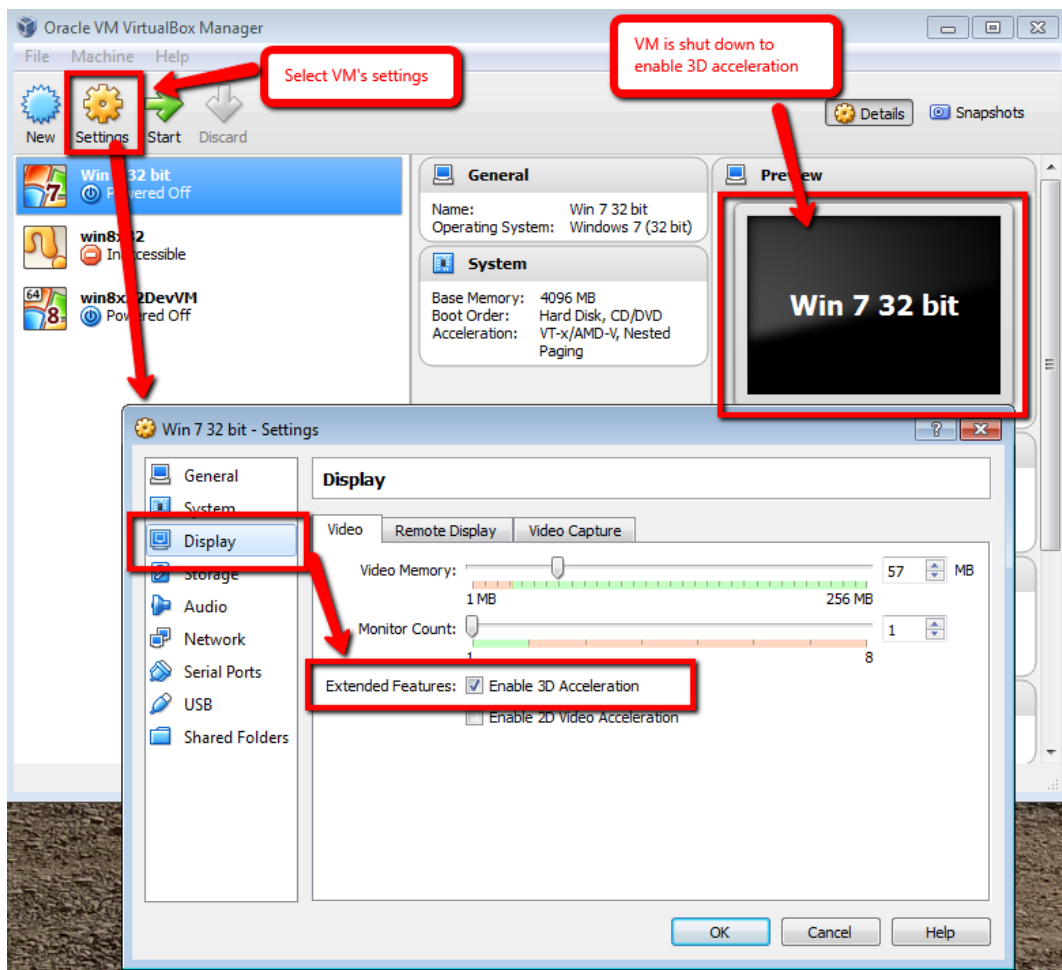 Oracle VM VirtualBox Manager
File Machine Help
Select VM's settings
VM is shut down to
enable 3D acceleration
New Settings Start Discard
Details Snapshots
Win 32 bit
Powered Off
win8x32
Inaccessible
64
win8x32DevVM
Powered Off
General
Name: Win 7 32 bit
Operating System: Windows 7 (32 bit)
System
Base Memory: 4096 MB
Boot Order: Hard Disk, CD/DVD
Acceleration: VT-x/AMD-V, Nested
Paging
Preview
Win 7 32 bit
Win 7 32 bit - Settings
General
System
Display
Storage
Audio
Network
Serial Ports
USB
Shared Folders
Display
Video Remote Display Video Capture
Video Memory: 57 MB
1 MB 256 MB
Monitor Count: 1
1 8
Extended Features: Enable 3D Acceleration
Enable 2D Video Acceleration
OK Cancel Help